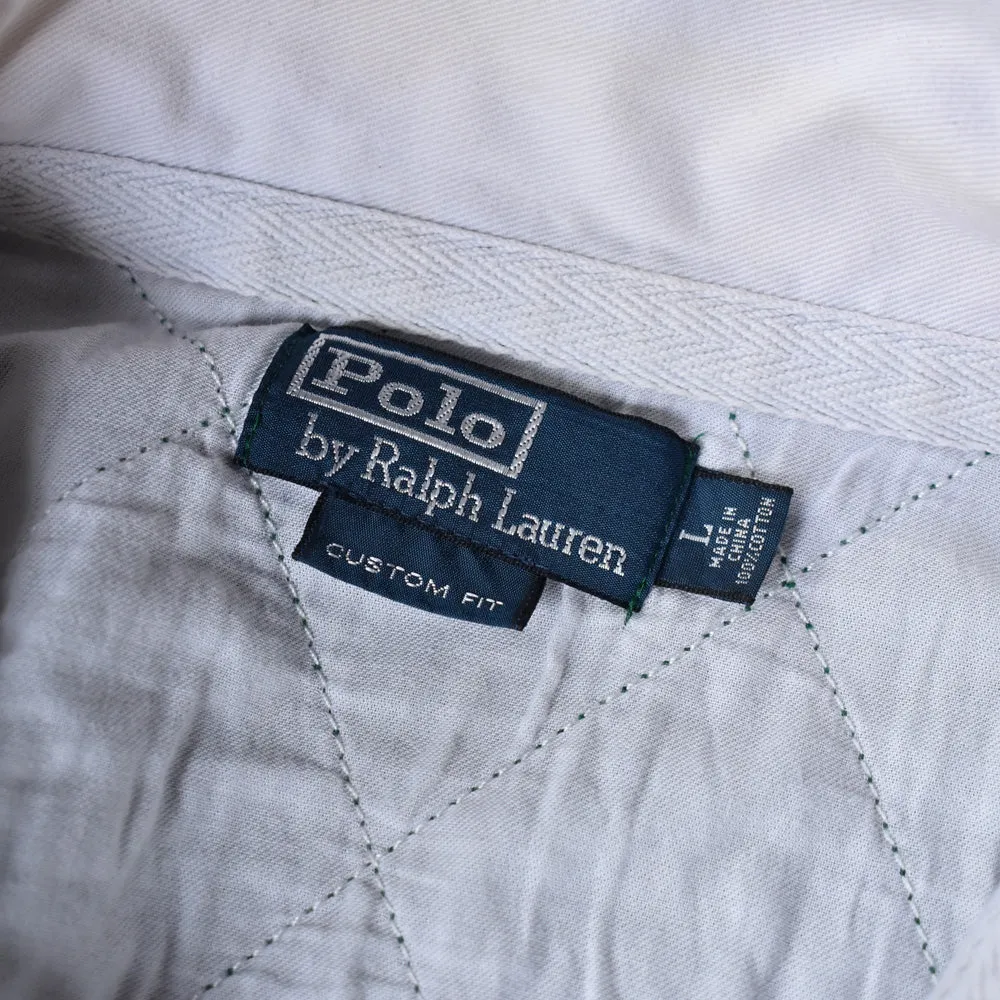 Polo
by Ralph Lauren
CUSTOM FIT
L
MADE IN
CHINA
100%COTTON